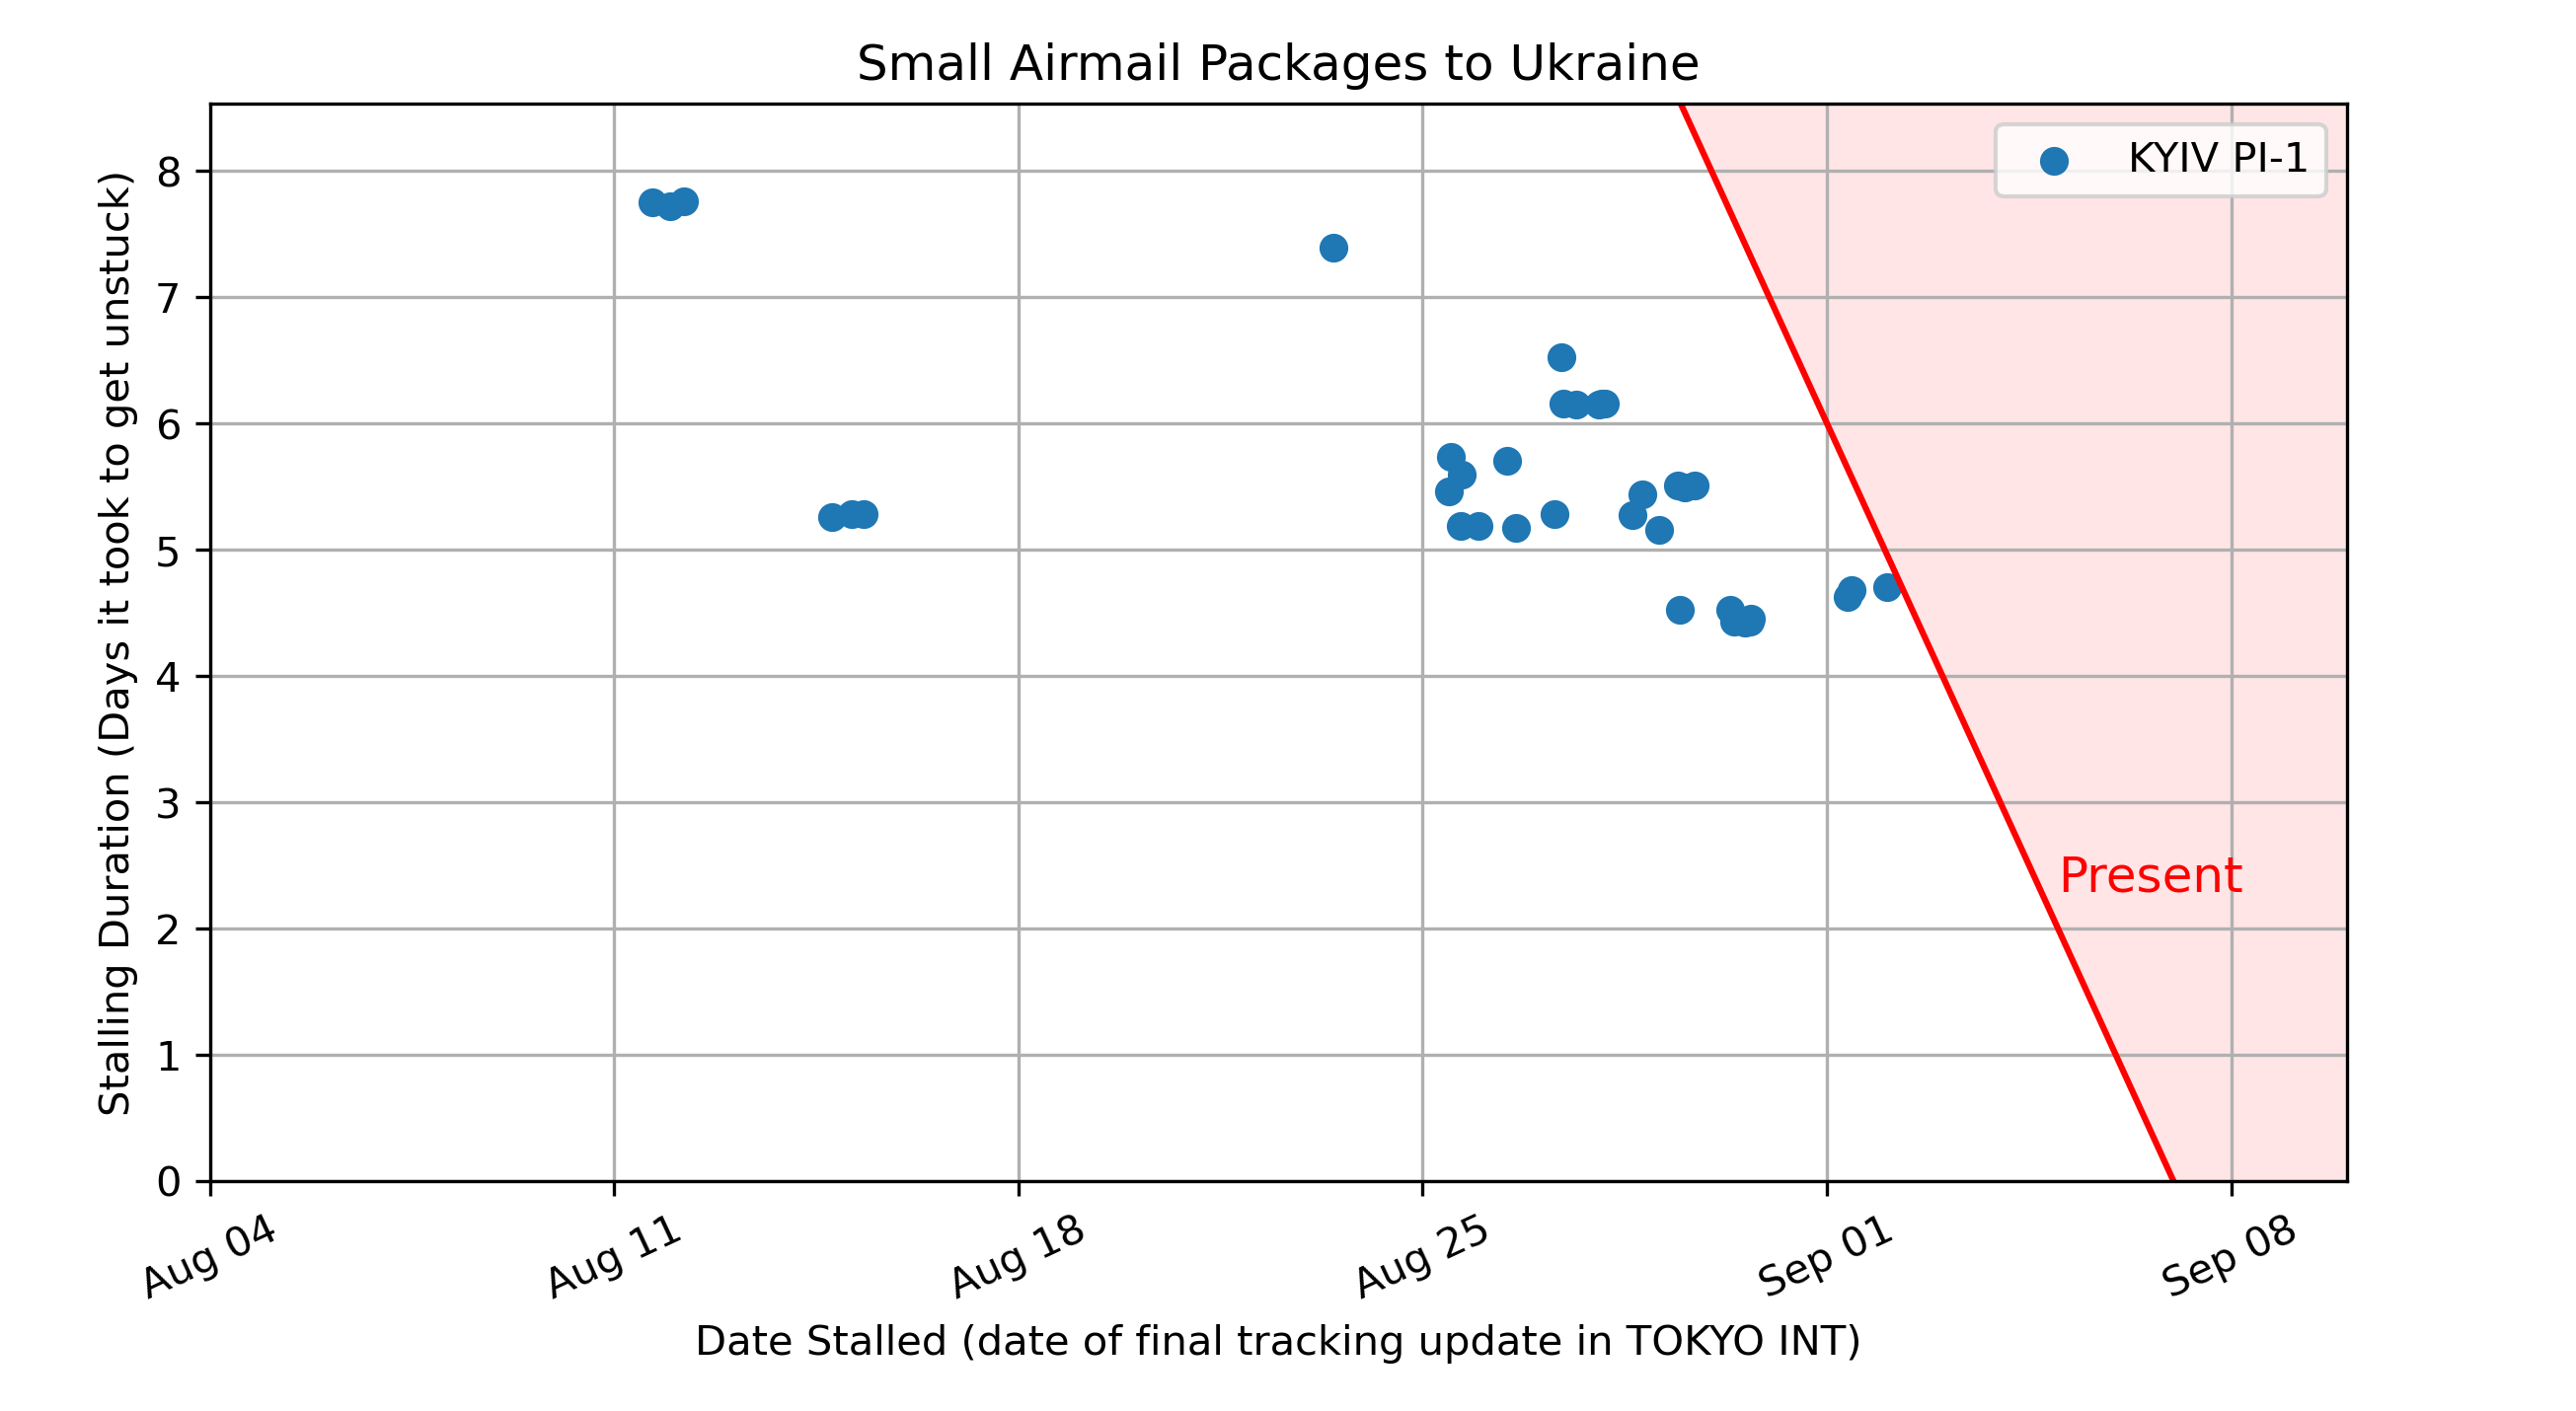 Small Airmail Packages to Ukraine
KYIV PI-1
8
7
6
5
4
3
2
1
0
Stalling Duration (Days it took to get unstuck)
Present
Aug 04
Aug 11
Aug 18
Aug 25
Sep 01
Sep 08
Date Stalled (date of final tracking update in TOKYO INT)